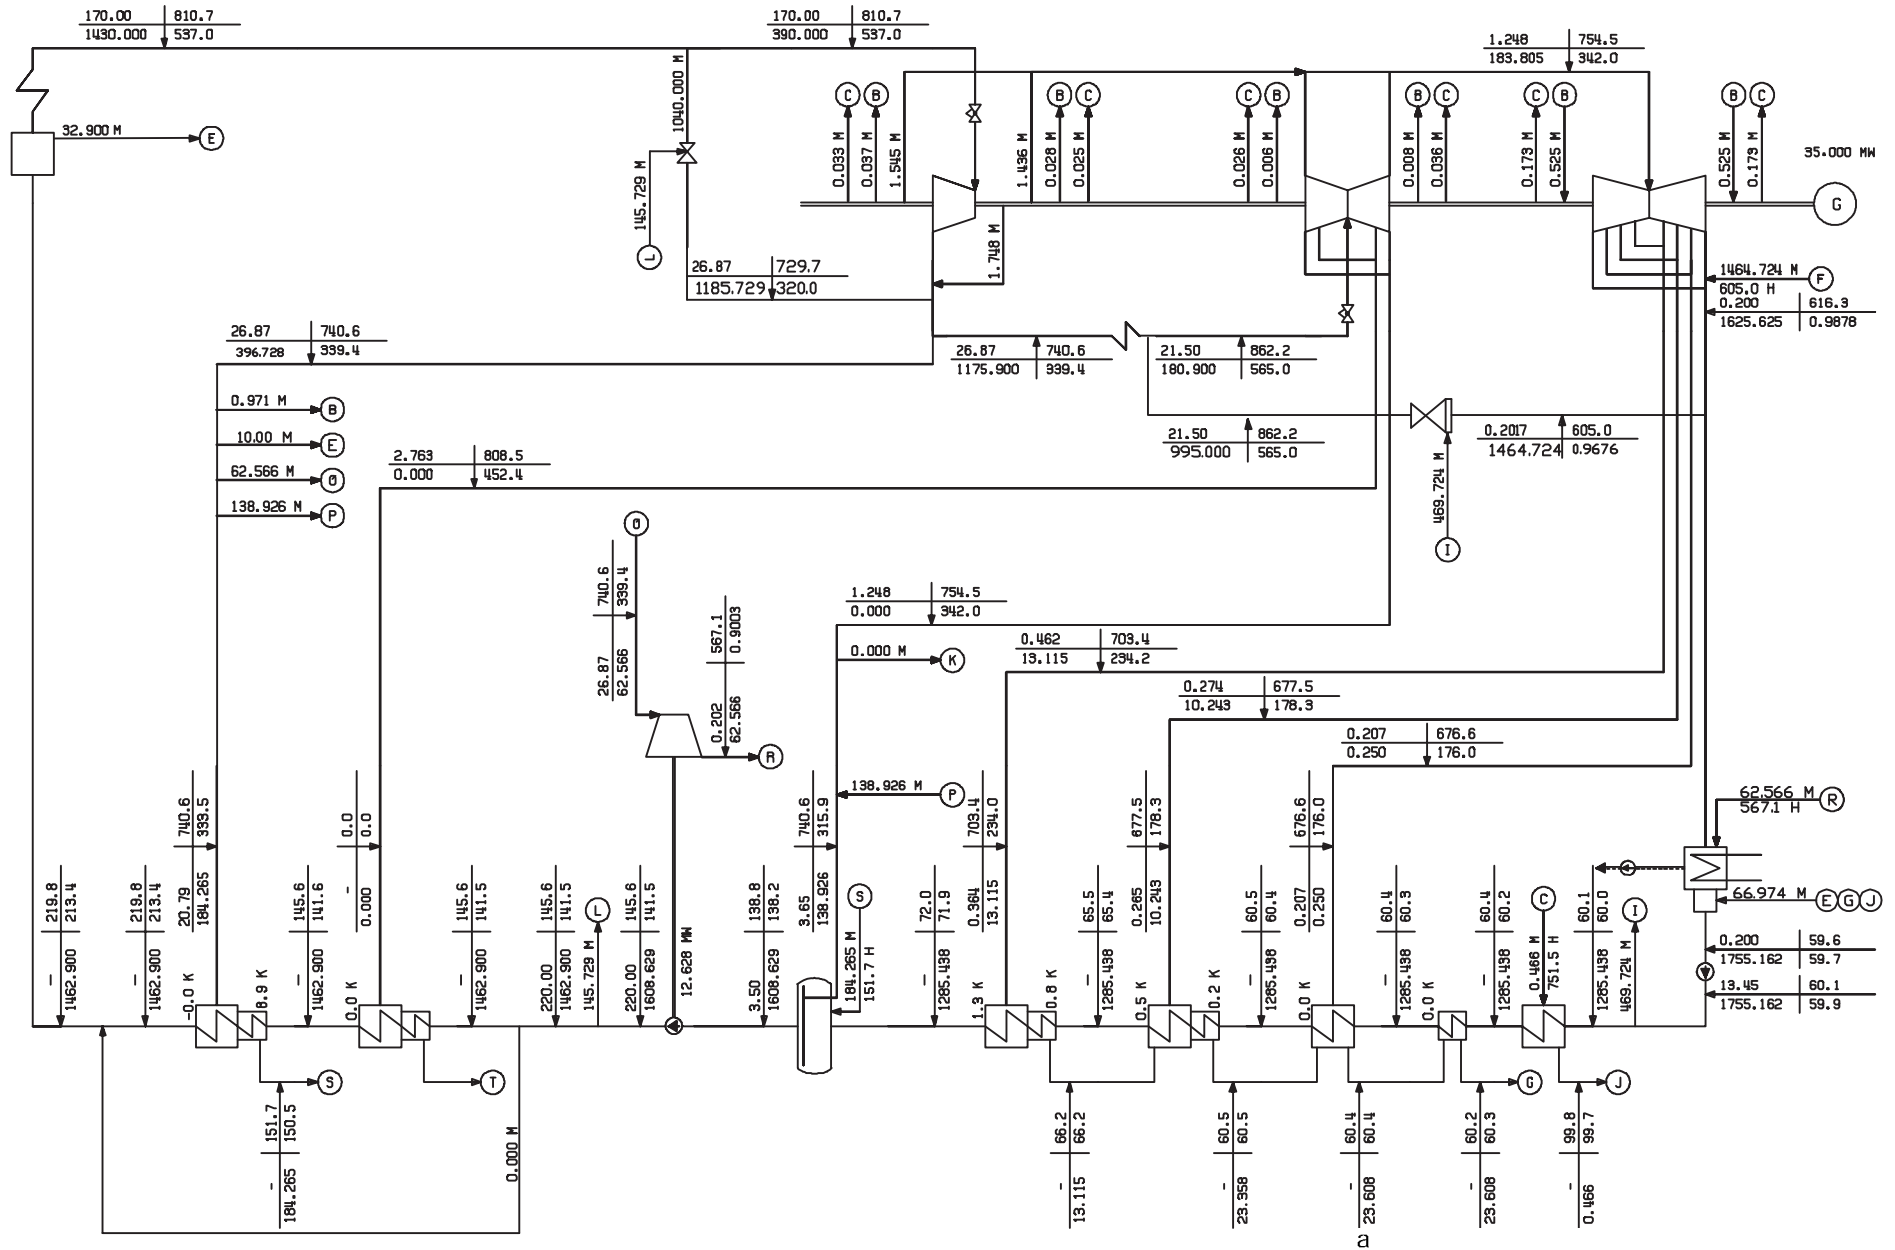 170.00 810.7
1430.000 537.0
170.00 810.7
390.000 537.0
1.248 754.5
183.805 342.0
32.900 M
E
1040.000 M
145.729 M
L
C
B
0.033 M
0.037 M
1.545 M
1.436 M
B
C
0.028 M
0.025 M
C
B
0.026 M
0.006 M
B
C
0.008 M
0.036 M
C
B
0.173 M
0.525 M
B
C
0.525 M
0.173 M
35.000 MW
G
1.748 M
26.87 729.7
1185.729 320.0
1464.724 M
F
605.0 H
0.200 616.3
1625.625 0.9878
26.87 740.6
396.728 339.4
26.87 740.6
1175.900 339.4
21.50 862.2
180.900 565.0
21.50 862.2
995.000 565.0
0.2017 605.0
1464.724 0.9676
469.724 M
I
0.971 M
B
10.00 M
E
62.566 M
Q
138.926 M
P
2.763 808.5
0.000 452.4
Q
740.6
339.4
26.87
62.566
567.1
0.9003
0.202
62.566
R
1.248 754.5
0.000 342.0
0.000 M
K
0.462 703.4
13.115 234.2
0.274 677.5
10.243 178.3
0.207 676.6
0.250 176.0
138.926 M
P
62.566 M
R
567.1 H
66.974 M
E G J
0.200 59.6
1755.162 59.7
13.45 60.1
1755.162 59.9
219.8
213.4
-
1462.900
219.8
213.4
-
1462.900
740.6
333.5
20.79
184.265
-0.0 K
8.9 K
145.6
141.6
-
1462.900
0.0
0.0
-
0.000
0.0 K
145.6
141.5
-
1462.900
145.6
141.5
220.00
1462.900
L
145.729 M
145.6
141.5
220.00
1608.629
12.628 MW
138.8
138.2
3.50
1608.629
740.6
315.9
3.65
138.926
S
184.265 M
151.7 H
72.0
71.9
-
1285.438
703.4
234.0
0.364
13.115
1.3 K
0.8 K
65.5
65.4
-
1285.438
677.5
178.3
0.265
10.243
0.5 K
0.2 K
60.5
60.4
-
1285.438
676.6
176.0
0.207
0.250
0.0 K
60.4
60.3
-
1285.438
0.0 K
60.4
60.2
-
1285.438
C
0.466 M
751.5 H
60.1
60.0
-
1285.438
I
469.724 M
S
151.7
150.5
-
184.265
T
0.000 M
66.2
66.2
-
13.115
60.5
60.5
-
23.358
60.4
60.4
-
23.608
G
60.2
60.3
-
23.608
J
99.8
99.7
-
0.466
a